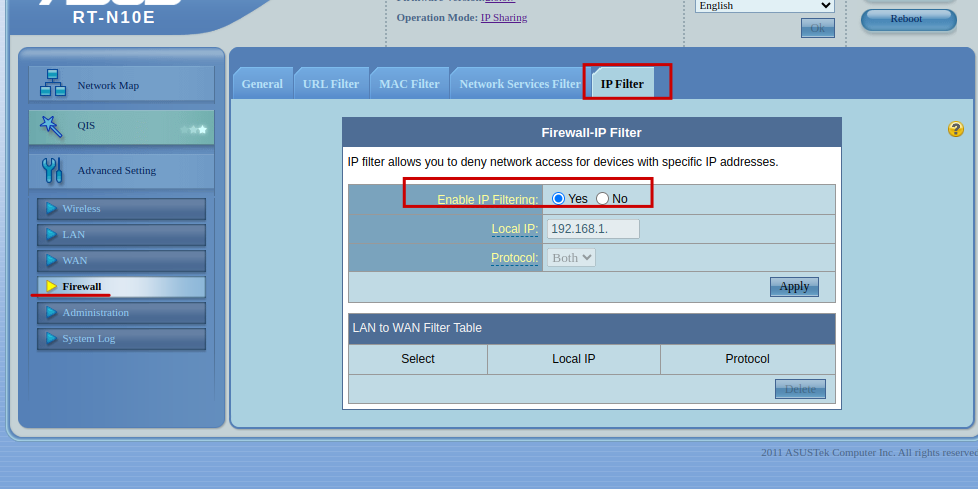 RT-N10E
Operation Mode: IP Sharing
English
Ok
Reboot
General
URL Filter
MAC Filter
Network Services Filter
IP Filter
Network Map
QIS
Advanced Setting
Wireless
LAN
WAN
Firewall
Administration
System Log
Firewall-IP Filter
IP filter allows you to deny network access for devices with specific IP addresses.
Enable IP Filtering: Yes No
Local IP: 192.168.1.
Protocol: Both
Apply
LAN to WAN Filter Table
Select Local IP Protocol
Delete
2011 ASUSTek Computer Inc. All rights reserved